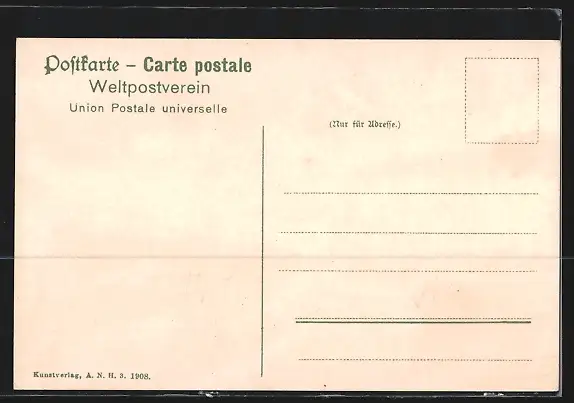 Postkarte – Carte postale
Weltpostverein
Union Postale universelle
(Nur für Adresse.)
Kunstverlag, A. N. H. 3. 1908.